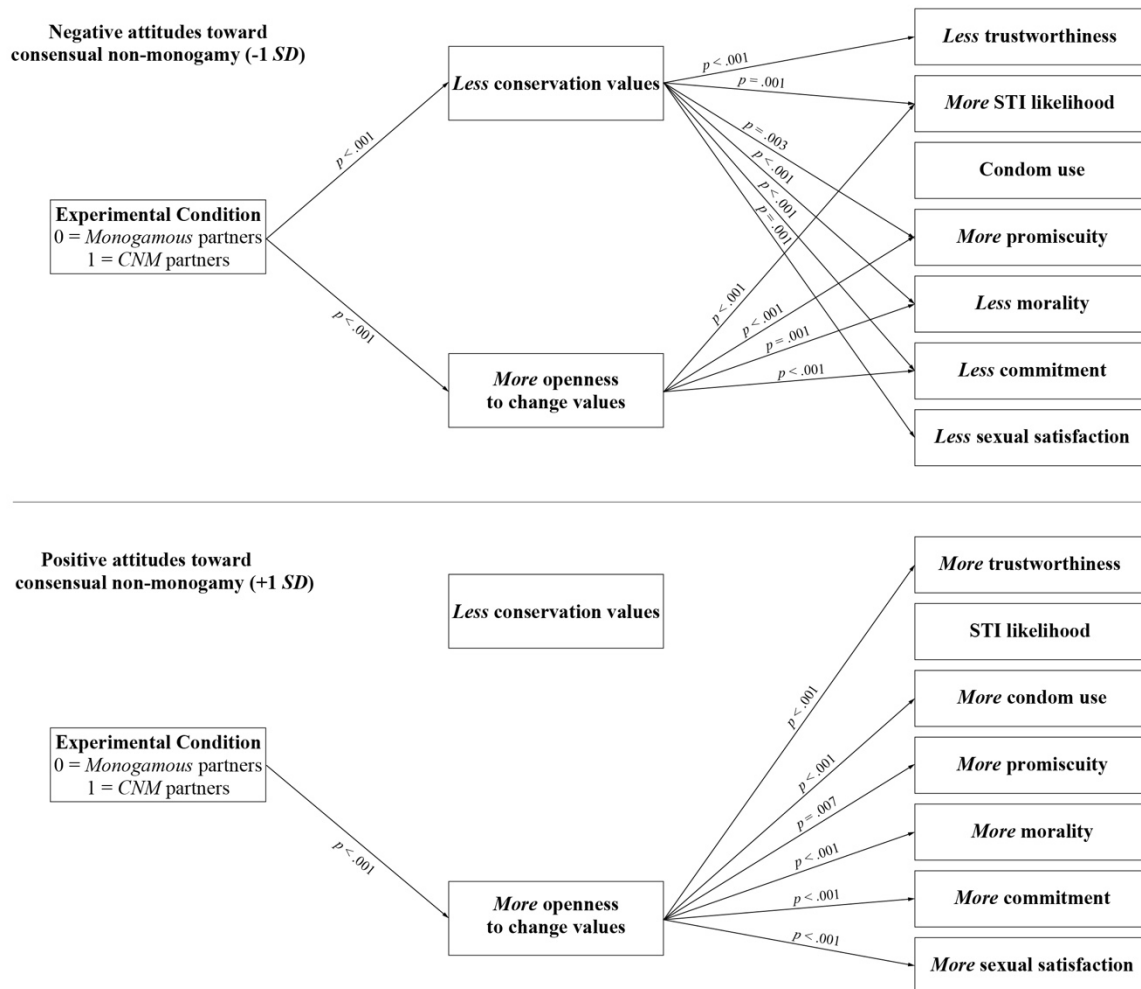 Negative attitudes toward
consensual non-monogamy (-1 SD)
Experimental Condition
0 = Monogamous partners
1 = CNM partners
p < .001
p < .001
Less conservation values
More openness
to change values
p < .001
p = .001
p = .003
p < .001
p < .001
p = .001
p < .001
p < .001
p = .001
p < .001
Less trustworthiness
More STI likelihood
Condom use
More promiscuity
Less morality
Less commitment
Less sexual satisfaction
Positive attitudes toward
consensual non-monogamy (+1 SD)
Experimental Condition
0 = Monogamous partners
1 = CNM partners
p < .001
Less conservation values
More openness
to change values
p < .001
p < .001
p = .007
p < .001
p < .001
p < .001
More trustworthiness
STI likelihood
More condom use
More promiscuity
More morality
More commitment
More sexual satisfaction